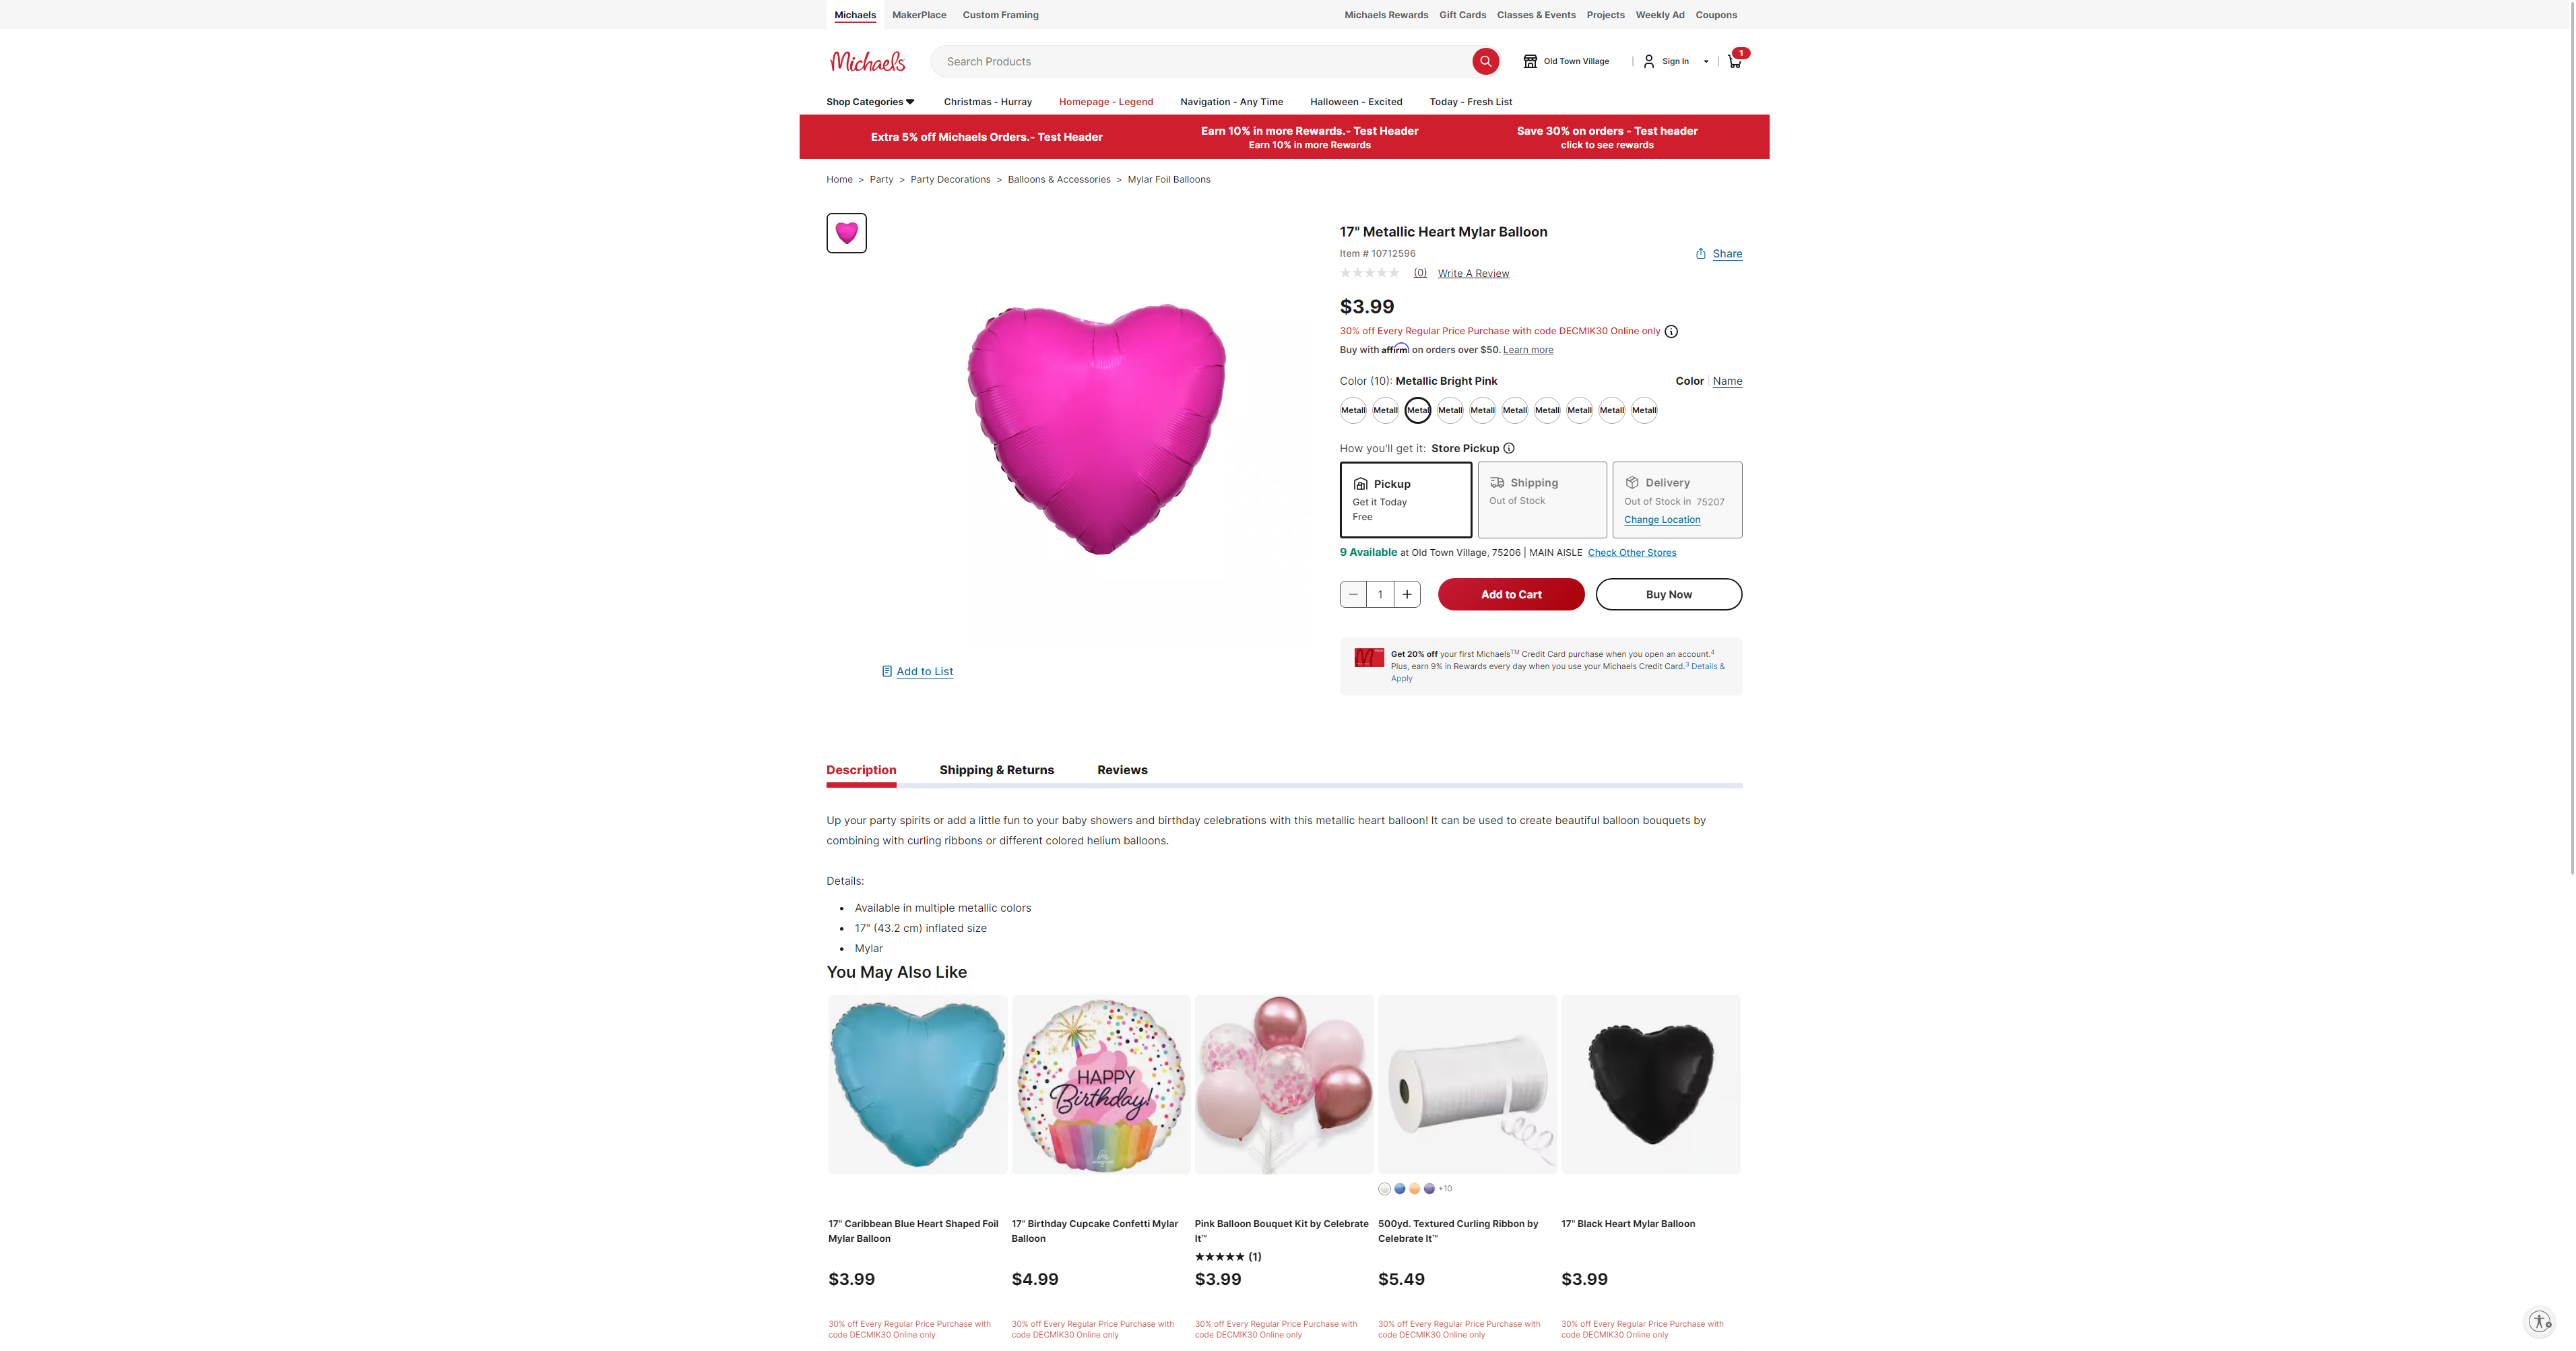 Michaels MakerPlace Custom Framing Michaels Rewards Gift Cards Classes & Events Projects Weekly Ad Coupons
Michaels Search Products Old Town Village | Sign In | 1
Shop Categories Christmas - Hurray Homepage - Legend Navigation - Any Time Halloween - Excited Today - Fresh List
Extra 5% off Michaels Orders.- Test Header
Earn 10% in more Rewards.- Test Header
Earn 10% in more Rewards
Save 30% on orders - Test header
click to see rewards
Home > Party > Party Decorations > Balloons & Accessories > Mylar Foil Balloons
17" Metallic Heart Mylar Balloon
Item # 10712596 Share
(0) Write A Review
$3.99
30% off Every Regular Price Purchase with code DECMIK30 Online only
Buy with affirm on orders over $50. Learn more
Color (10): Metallic Bright Pink Color | Name
Metall Metall Metal Metall Metall Metall Metall Metall Metall Metall
How you'll get it: Store Pickup
Pickup
Get it Today
Free
Shipping
Out of Stock
Delivery
Out of Stock in 75207
Change Location
9 Available at Old Town Village, 75206 | MAIN AISLE Check Other Stores
1 Add to Cart Buy Now
Add to List
Get 20% off your first Michaels™ Credit Card purchase when you open an account.⁴
Plus, earn 9% in Rewards every day when you use your Michaels Credit Card.³ Details &
Apply
Description Shipping & Returns Reviews
Up your party spirits or add a little fun to your baby showers and birthday celebrations with this metallic heart balloon! It can be used to create beautiful balloon bouquets by
combining with curling ribbons or different colored helium balloons.
Details:
• Available in multiple metallic colors
• 17" (43.2 cm) inflated size
• Mylar
You May Also Like
HAPPY
Birthday!
+10
17" Caribbean Blue Heart Shaped Foil
Mylar Balloon
$3.99
30% off Every Regular Price Purchase with
code DECMIK30 Online only
17" Birthday Cupcake Confetti Mylar
Balloon
$4.99
30% off Every Regular Price Purchase with
code DECMIK30 Online only
Pink Balloon Bouquet Kit by Celebrate
It™
(1)
$3.99
30% off Every Regular Price Purchase with
code DECMIK30 Online only
500yd. Textured Curling Ribbon by
Celebrate It™
$5.49
30% off Every Regular Price Purchase with
code DECMIK30 Online only
17" Black Heart Mylar Balloon
$3.99
30% off Every Regular Price Purchase with
code DECMIK30 Online only